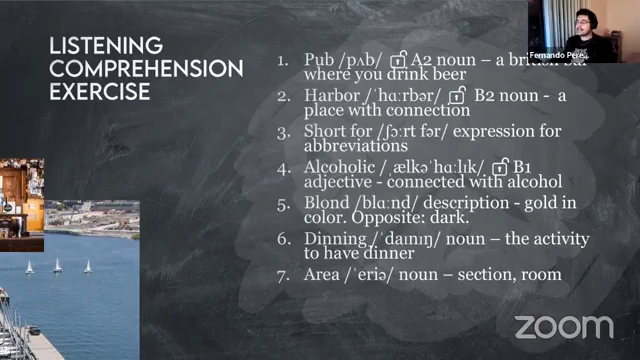 LISTENING
COMPREHENSION
EXERCISE
1. Pub /pʌb/ A2 noun – a british bar
where you drink beer
2. Harbor /ˈhɑːrbər/ B2 noun - a
place with connection
3. Short for /ʃɔːrt fər/ expression for
abbreviations
4. Alcoholic /ˌælkəˈhɑːlɪk/ B1
adjective - connected with alcohol
5. Blond /blɑːnd/ description - gold in
color. Opposite: dark.
6. Dinning /ˈdaɪnɪŋ/ noun – the activity
to have dinner
7. Area /ˈeriə/ noun – section, room
Fernando Pére...
zoom